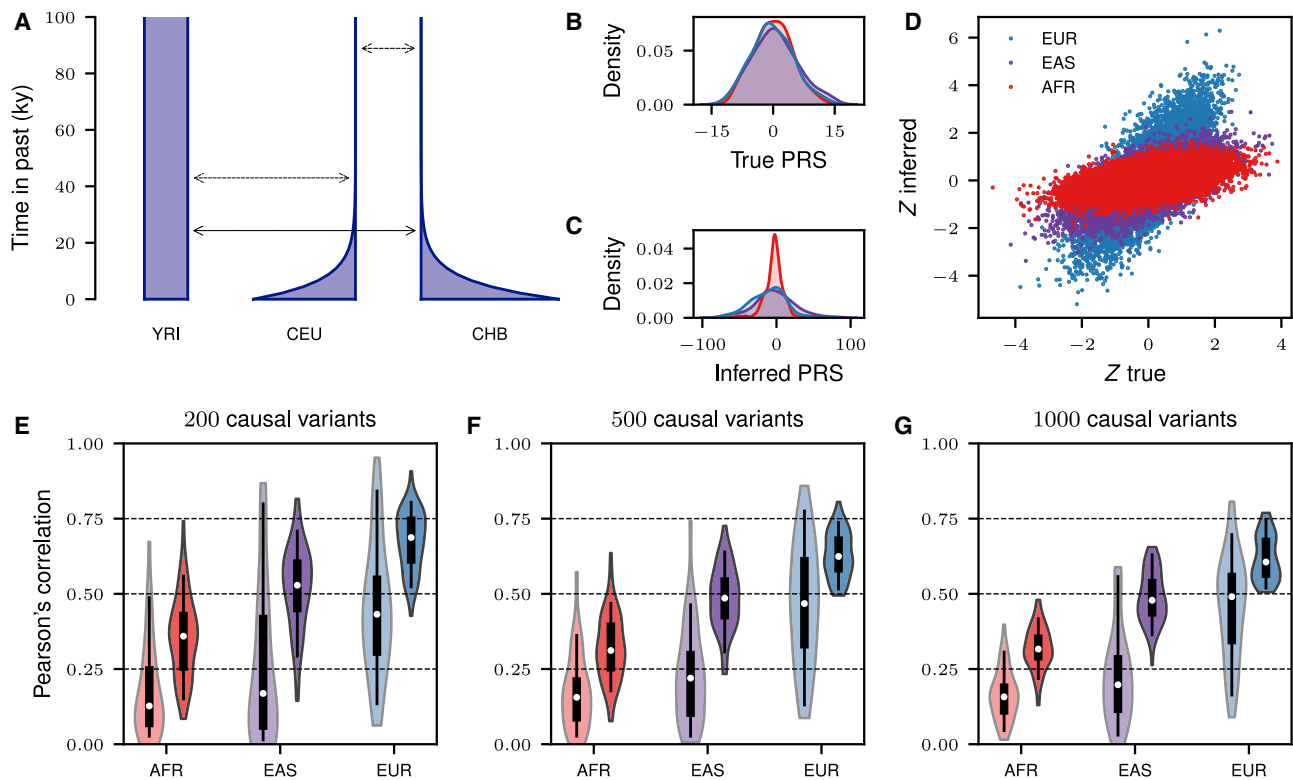 A
Time in past (ky)
100
80
60
40
20
0
YRI
CEU
CHB
B
Density
0.05
0.00
−15
0
15
True PRS
C
Density
0.04
0.02
0.00
−100
0
100
Inferred PRS
D
Z inferred
6
4
2
0
−2
−4
EUR
EAS
AFR
−4
−2
0
2
4
Z true
E
200 causal variants
Pearson's correlation
1.00
0.75
0.50
0.25
0.00
AFR
EAS
EUR
F
500 causal variants
1.00
0.75
0.50
0.25
0.00
AFR
EAS
EUR
G
1000 causal variants
1.00
0.75
0.50
0.25
0.00
AFR
EAS
EUR